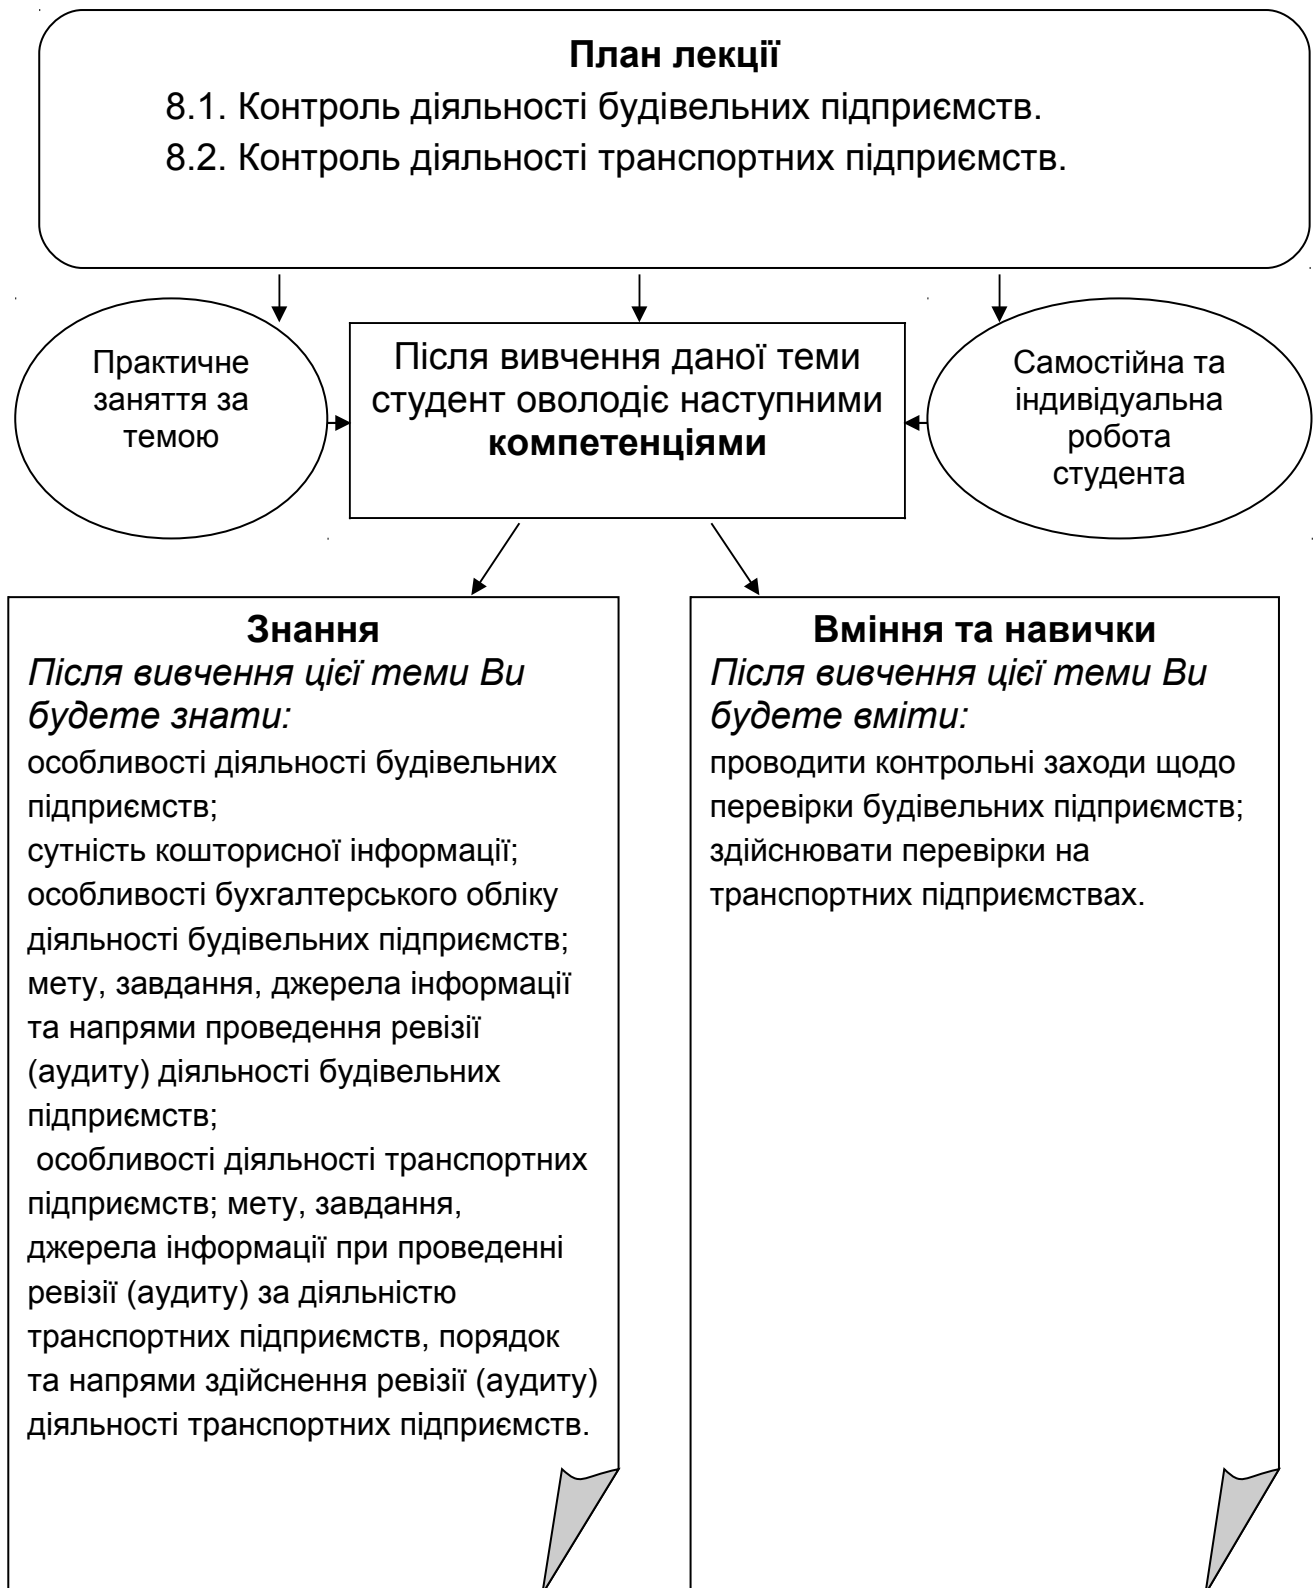 План лекції
8.1. Контроль діяльності будівельних підприємств.
8.2. Контроль діяльності транспортних підприємств.
Практичне
заняття за
темою
Після вивчення даної теми
студент оволодіє наступними
компетенціями
Самостійна та
індивідуальна
робота
студента
Знання
Після вивчення цієї теми Ви
будете знати:
особливості діяльності будівельних
підприємств;
сутність кошторисної інформації;
особливості бухгалтерського обліку
діяльності будівельних підприємств;
мету, завдання, джерела інформації
та напрями проведення ревізії
(аудиту) діяльності будівельних
підприємств;
особливості діяльності транспортних
підприємств; мету, завдання,
джерела інформації при проведенні
ревізії (аудиту) за діяльністю
транспортних підприємств, порядок
та напрями здійснення ревізії (аудиту)
діяльності транспортних підприємств.
Вміння та навички
Після вивчення цієї теми Ви
будете вміти:
проводити контрольні заходи щодо
перевірки будівельних підприємств;
здійснювати перевірки на
транспортних підприємствах.